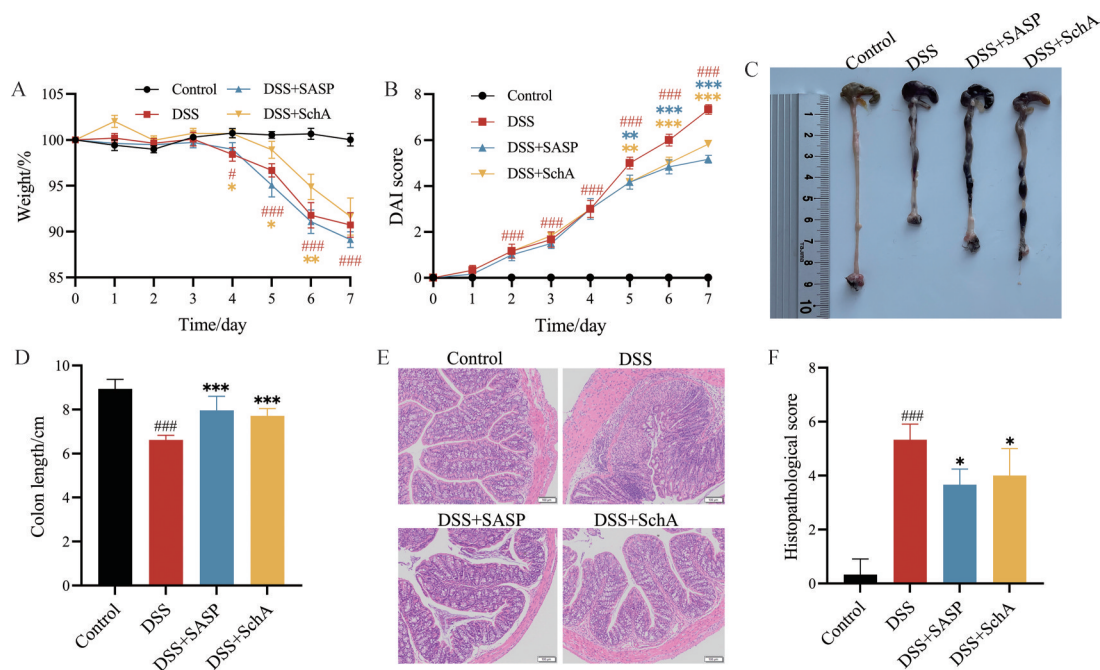 A
Control
DSS
DSS+SASP
DSS+SchA
Weight/%
105
100
95
90
85
#
*
###
*
###
**
###
0 1 2 3 4 5 6 7
Time/day
B
Control
DSS
DSS+SASP
DSS+SchA
DAI score
8
6
4
2
0
###
###
###
###
**
**
###
***
***
###
***
***
0 1 2 3 4 5 6 7
Time/day
C
Control
DSS
DSS+SASP
DSS+SchA
1
2
3
4
5
6
7
8
9
10
D
Colon length/cm
10
8
6
4
2
0
###
***
***
Control
DSS
DSS+SASP
DSS+SchA
E
Control
DSS
DSS+SASP
DSS+SchA
F
Histopathological score
8
6
4
2
0
###
*
*
Control
DSS
DSS+SASP
DSS+SchA